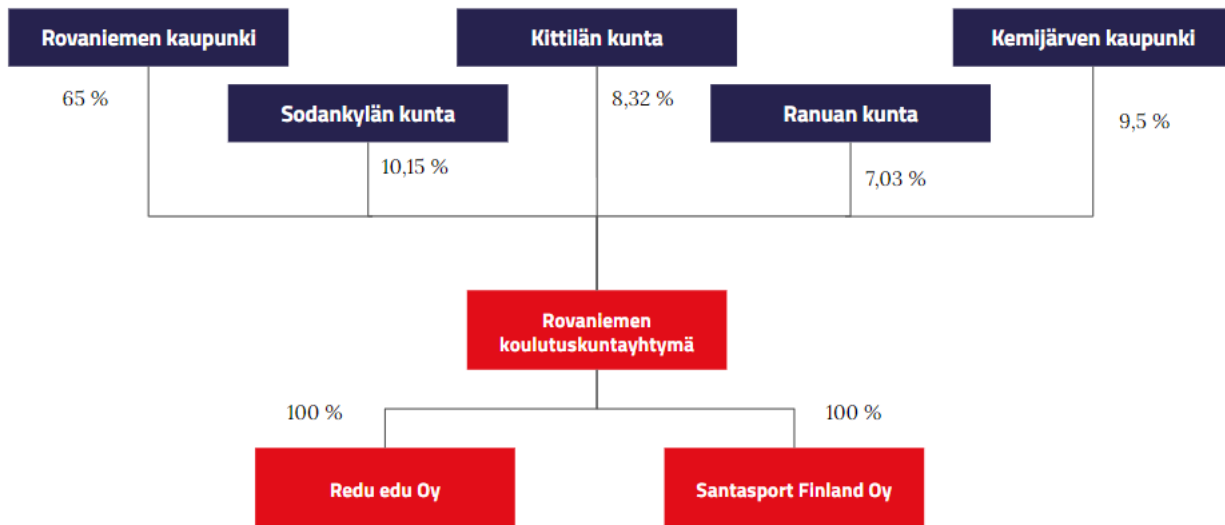 Rovaniemen kaupunki
Kittilän kunta
Kemijärven kaupunki
65 %
8,32 %
9,5 %
Sodankylän kunta
Ranuan kunta
10,15 %
7,03 %
Rovaniemen
koulutuskuntayhtymä
100 %
100 %
Redu edu Oy
Santasport Finland Oy